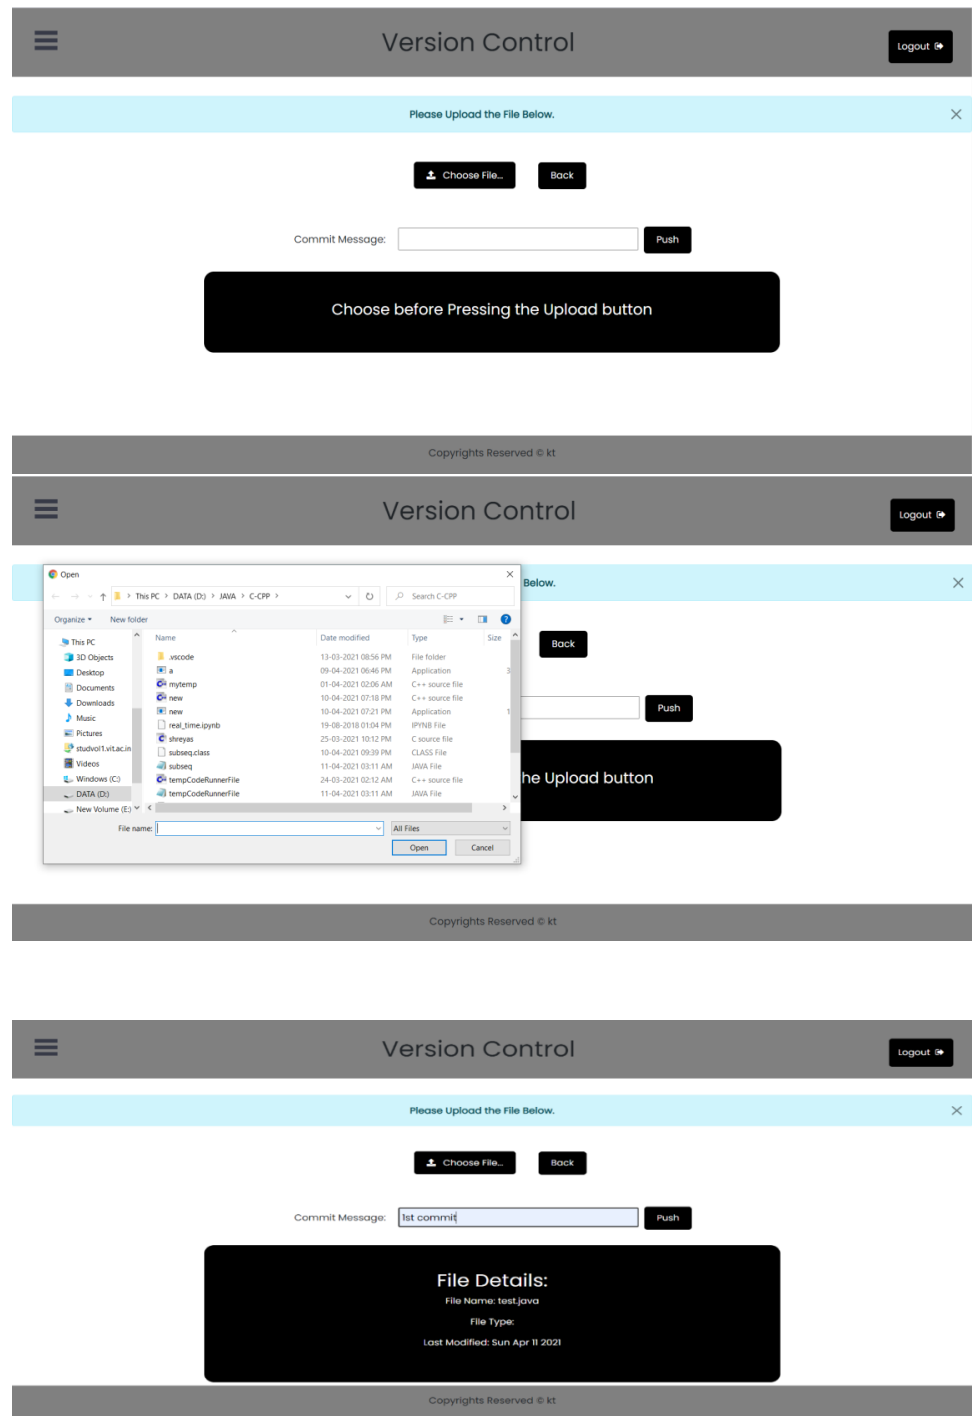 Version Control
Logout
Please Upload the File Below.
Choose File...
Back
Commit Message:
Push
Choose before Pressing the Upload button
Copyrights Reserved © kt
Version Control
Logout
Open
Below.
This PC > DATA (D:) > JAVA > C-CPP >
Search C-CPP
Organize
New folder
Name Date modified Type Size
This PC
3D Objects
Desktop
Documents
Downloads
Music
Pictures
studvol1.vit.ac.in
Videos
Windows (C:)
DATA (D:)
New Volume (E:)
.vscode 13-03-2021 08:56 PM File folder
a 09-04-2021 06:46 PM Application 3
mytemp 01-04-2021 02:06 AM C++ source file
new 10-04-2021 07:18 PM C++ source file
new 10-04-2021 07:21 PM Application 1
real_time.ipynb 19-08-2018 01:04 PM IPYNB File
shreyas 25-03-2021 10:12 PM C source file
subseq.class 10-04-2021 09:39 PM CLASS File
subseq 11-04-2021 03:11 AM JAVA File
tempCodeRunnerFile 24-03-2021 02:12 AM C++ source file
tempCodeRunnerFile 11-04-2021 03:11 AM JAVA File
File name:
All Files
Open
Cancel
Back
Push
he Upload button
Copyrights Reserved © kt
Version Control
Logout
Please Upload the File Below.
Choose File...
Back
Commit Message: 1st commit
Push
File Details:
File Name: test.java
File Type:
Last Modified: Sun Apr 11 2021
Copyrights Reserved © kt